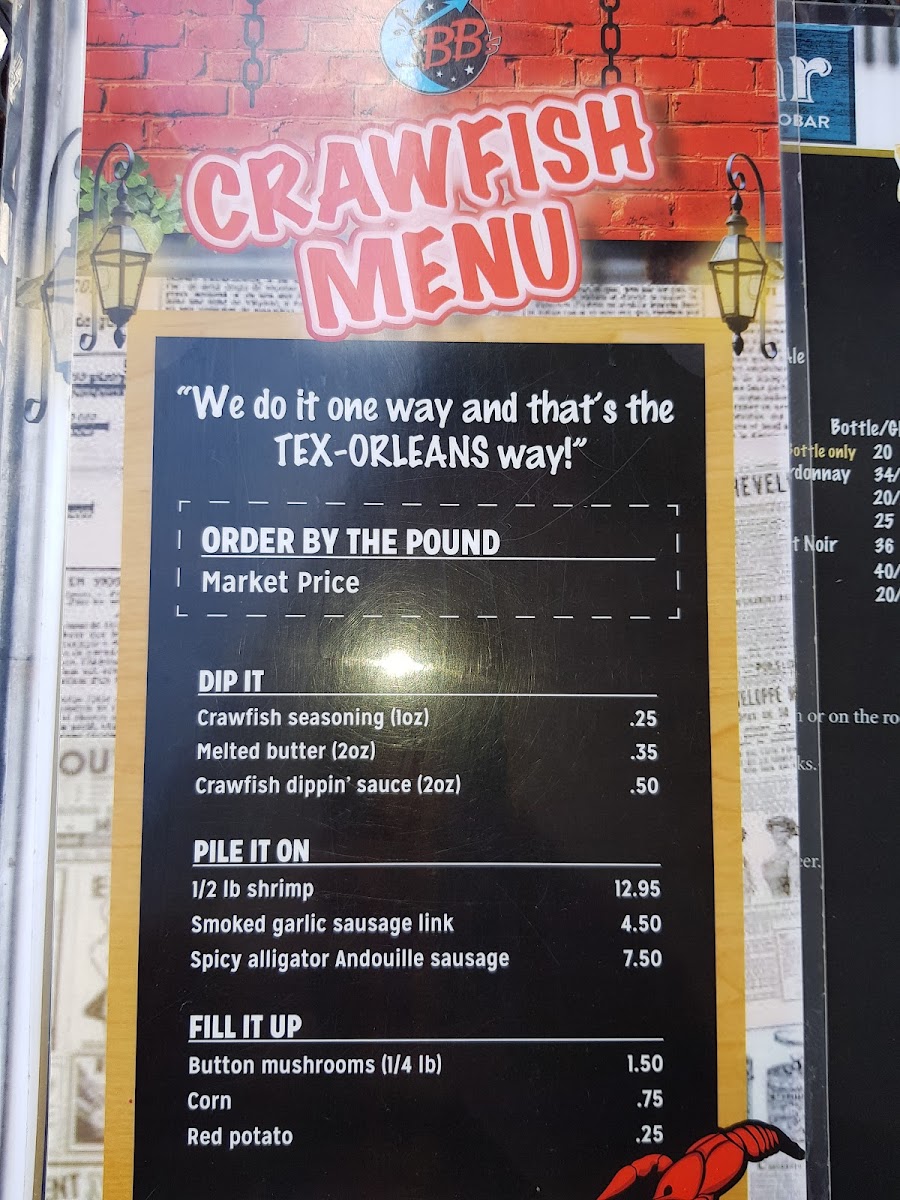 BB
CRAWFISH
MENU
"We do it one way and that's the
TEX-ORLEANS way!"
ORDER BY THE POUND
Market Price
DIP IT
Crawfish seasoning (1oz) .25
Melted butter (2oz) .35
Crawfish dippin' sauce (2oz) .50
PILE IT ON
1/2 lb shrimp 12.95
Smoked garlic sausage link 4.50
Spicy alligator Andouille sausage 7.50
FILL IT UP
Button mushrooms (1/4 lb) 1.50
Corn .75
Red potato .25
OBAR
Bottle/
only 20
34/
20/
25
Noir 36
40/
20/
or on the